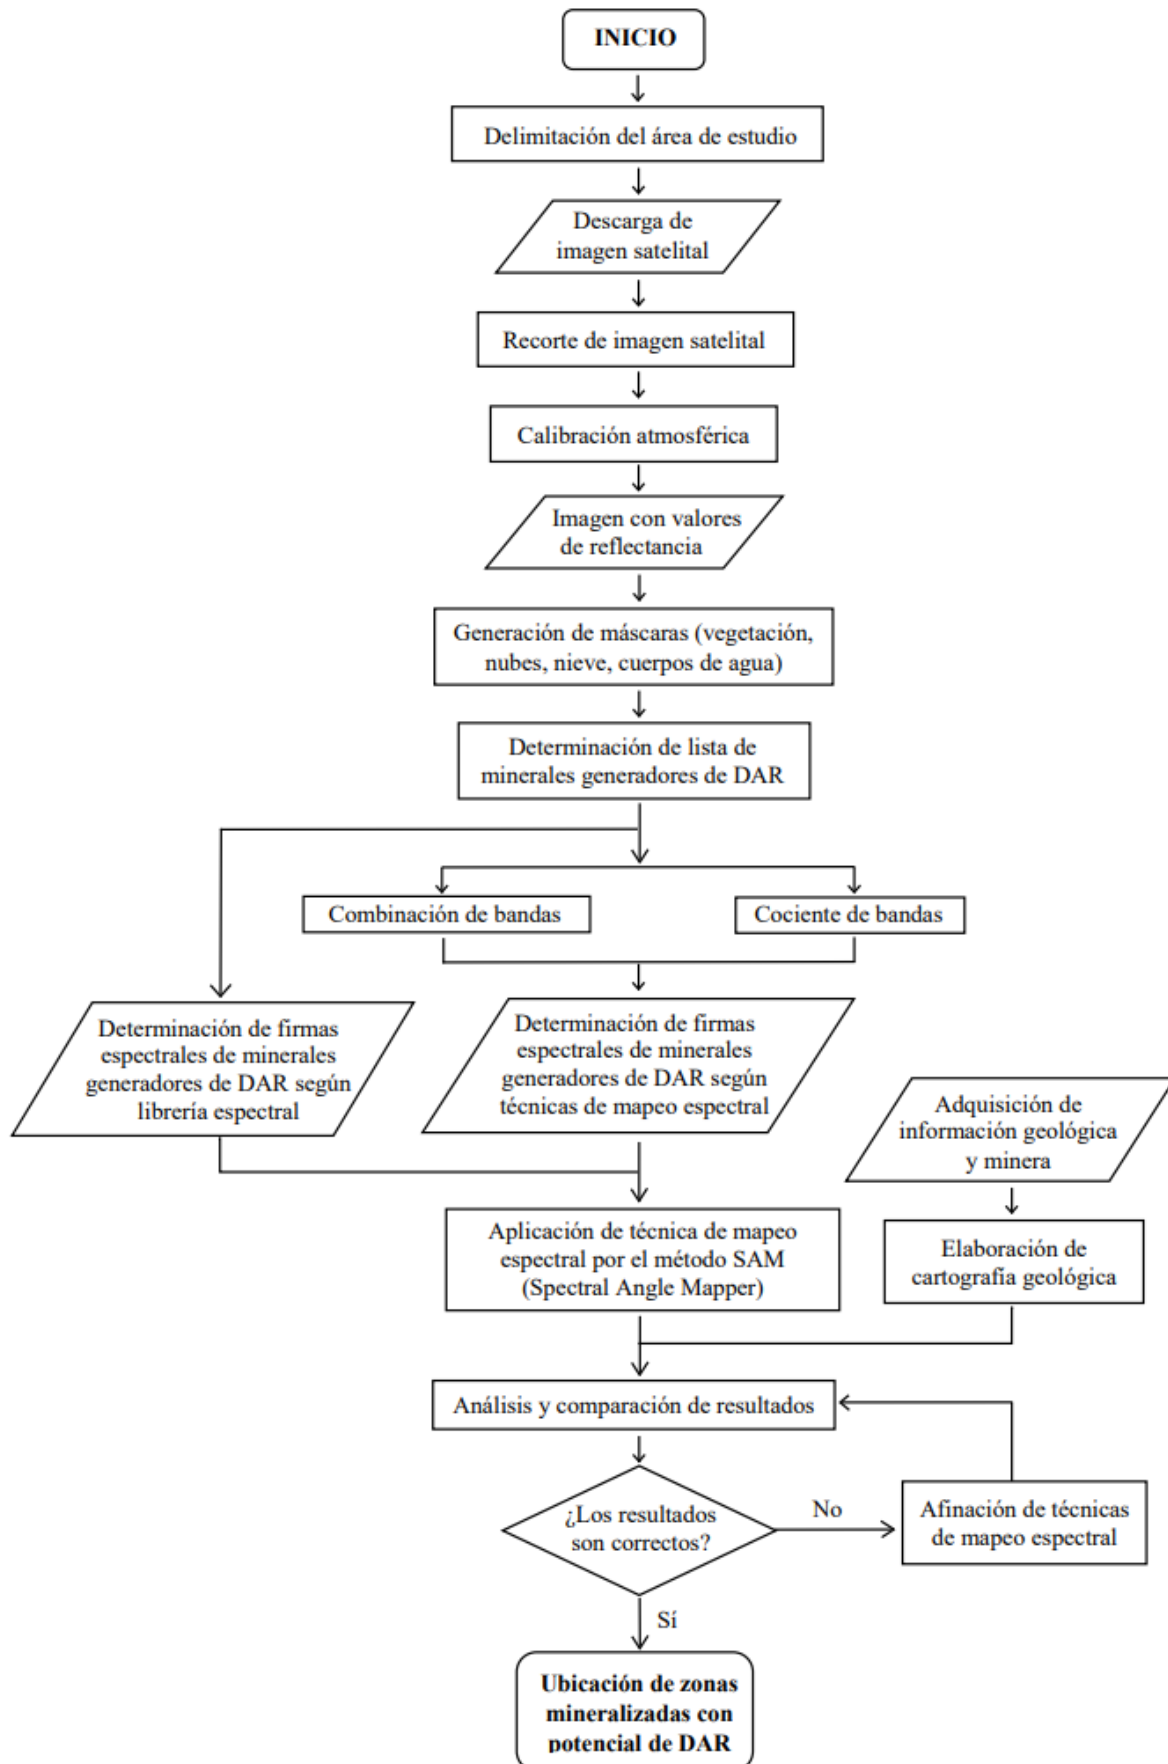 INICIO
Delimitación del área de estudio
Descarga de
imagen satelital
Recorte de imagen satelital
Calibración atmosférica
Imagen con valores
de reflectancia
Generación de máscaras (vegetación,
nubes, nieve, cuerpos de agua)
Determinación de lista de
minerales generadores de DAR
Combinación de bandas
Cociente de bandas
Determinación de firmas
espectrales de minerales
generadores de DAR según
librería espectral
Determinación de firmas
espectrales de minerales
generadores de DAR según
técnicas de mapeo espectral
Adquisición de
información geológica
y minera
Aplicación de técnica de mapeo
espectral por el método SAM
(Spectral Angle Mapper)
Elaboración de
cartografía geológica
Análisis y comparación de resultados
¿Los resultados
son correctos?
No
Afinación de técnicas
de mapeo espectral
Sí
Ubicación de zonas
mineralizadas con
potencial de DAR